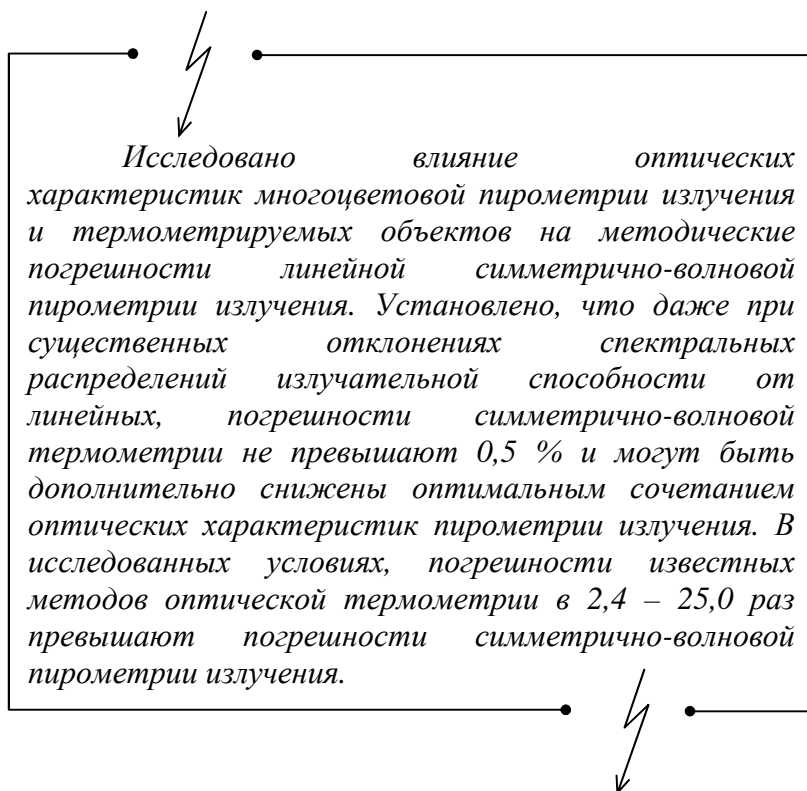 Исследовано влияние оптических
характеристик многоцветовой пирометрии излучения
и термометрируемых объектов на методические
погрешности линейной симметрично-волновой
пирометрии излучения. Установлено, что даже при
существенных отклонениях спектральных
распределений излучательной способности от
линейных, погрешности симметрично-волновой
термометрии не превышают 0,5 % и могут быть
дополнительно снижены оптимальным сочетанием
оптических характеристик пирометрии излучения. В
исследованных условиях, погрешности известных
методов оптической термометрии в 2,4 – 25,0 раз
превышают погрешности симметрично-волновой
пирометрии излучения.